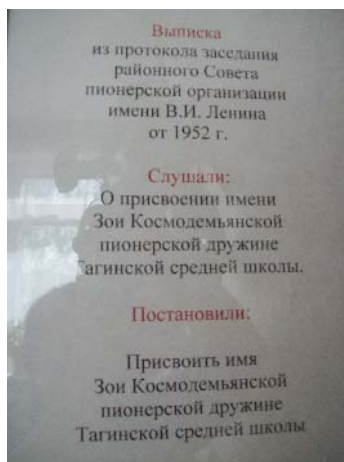 Выписка
из протокола заседания
районного Совета
пионерской организации
имени В.И. Ленина
от 1952 г.
Слушали:
О присвоении имени
Зои Космодемьянской
пионерской дружине
Тагинской средней школы.
Постановили:
Присвоить имя
Зои Космодемьянской
пионерской дружине
Тагинской средней школы